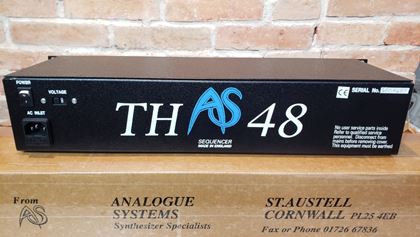 POWER
VOLTAGE
CE SERIAL No.
AC INLET
TH AS 48
SEQUENCER
MADE IN ENGLAND
No user service parts inside
Refer to qualified service
personnel. Disconnect from
mains before removing cover.
This equipment must be earthed
From
AS
ANALOGUE
SYSTEMS
Synthesizer Specialists
ST.AUSTELL
CORNWALL PL25 4EB
Fax or Phone 01726 67836